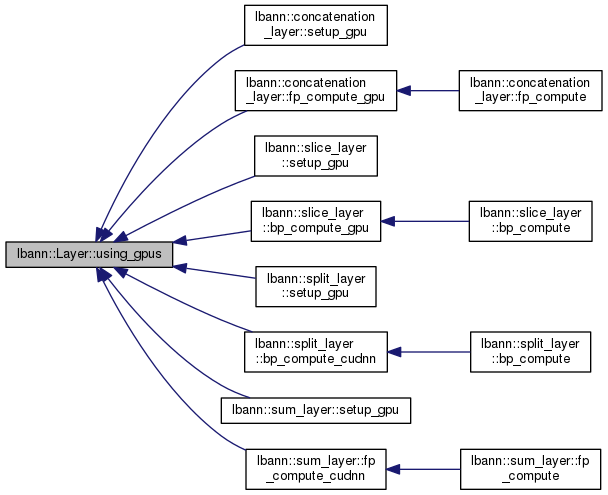 lbann::concatenation
_layer::setup_gpu
lbann::concatenation
_layer::fp_compute_gpu
lbann::concatenation
_layer::fp_compute
lbann::slice_layer
::setup_gpu
lbann::slice_layer
::bp_compute_gpu
lbann::slice_layer
::bp_compute
lbann::Layer::using_gpus
lbann::split_layer
::setup_gpu
lbann::split_layer
::bp_compute_cudnn
lbann::split_layer
::bp_compute
lbann::sum_layer::setup_gpu
lbann::sum_layer::fp
_compute_cudnn
lbann::sum_layer::fp
_compute